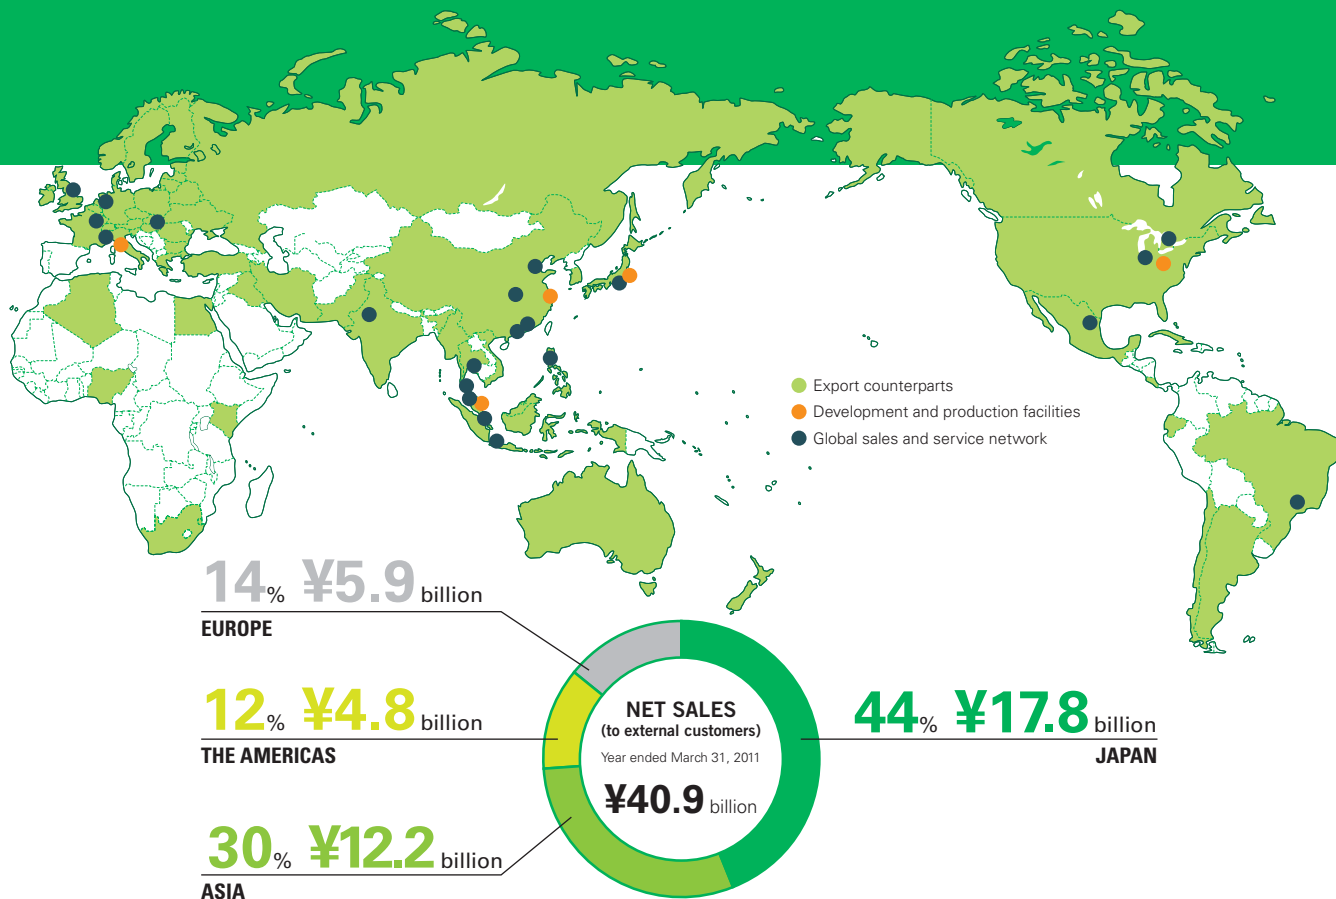 Export counterparts
Development and production facilities
Global sales and service network
14% ¥5.9 billion
EUROPE
12% ¥4.8 billion
THE AMERICAS
30% ¥12.2 billion
ASIA
NET SALES
(to external customers)
Year ended March 31, 2011
¥40.9 billion
44% ¥17.8 billion
JAPAN